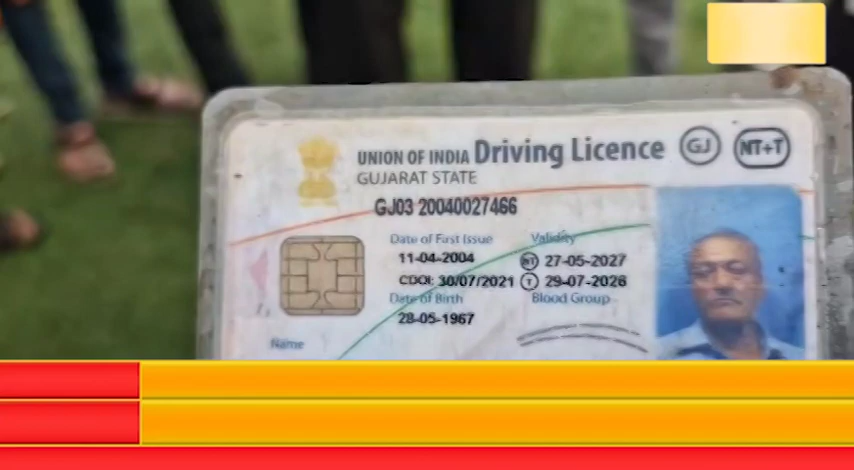 UNION OF INDIA Driving Licence GJ NT+T
GUJARAT STATE
GJ03 20040027466
Date of First Issue Validity
11-04-2004 NT 27-05-2027
CDOI: 30/07/2021 T 29-07-2026
Date of Birth Blood Group
28-05-1967
Name